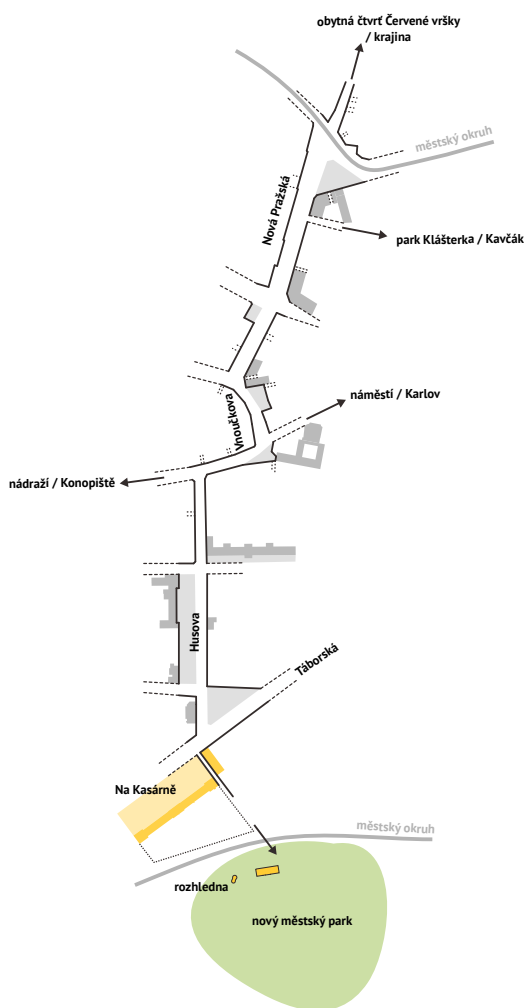 obytná čtvrť Červené vršky
/ krajina
městský okruh
Nová Pražská
park Klášterka / Kavčák
náměstí / Karlov
Vnoučkova
nádraží / Konopiště
Husova
Táborská
Na Kasárně
městský okruh
rozhledna
nový městský park